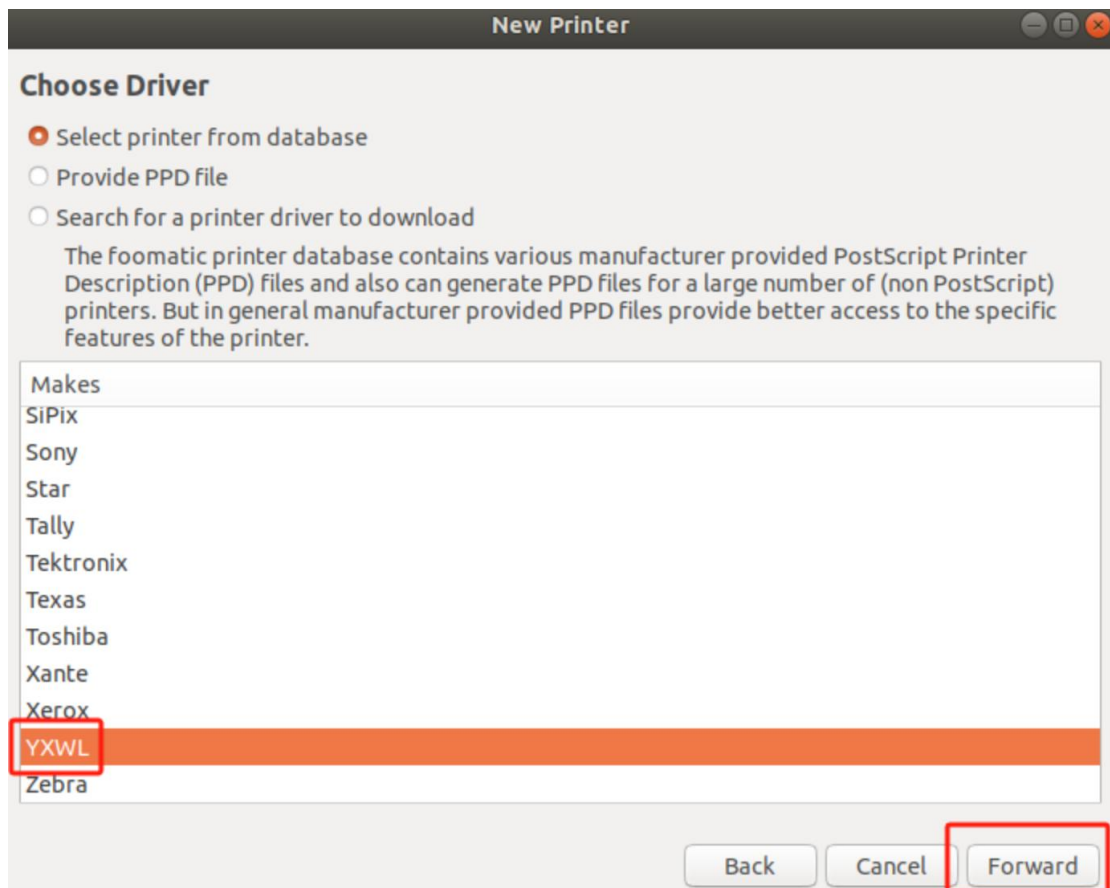 New Printer
Choose Driver
Select printer from database
Provide PPD file
Search for a printer driver to download
The foomatic printer database contains various manufacturer provided PostScript Printer
Description (PPD) files and also can generate PPD files for a large number of (non PostScript)
printers. But in general manufacturer provided PPD files provide better access to the specific
features of the printer.
Makes
SiPix
Sony
Star
Tally
Tektronix
Texas
Toshiba
Xante
Xerox
YXWL
Zebra
Back Cancel Forward